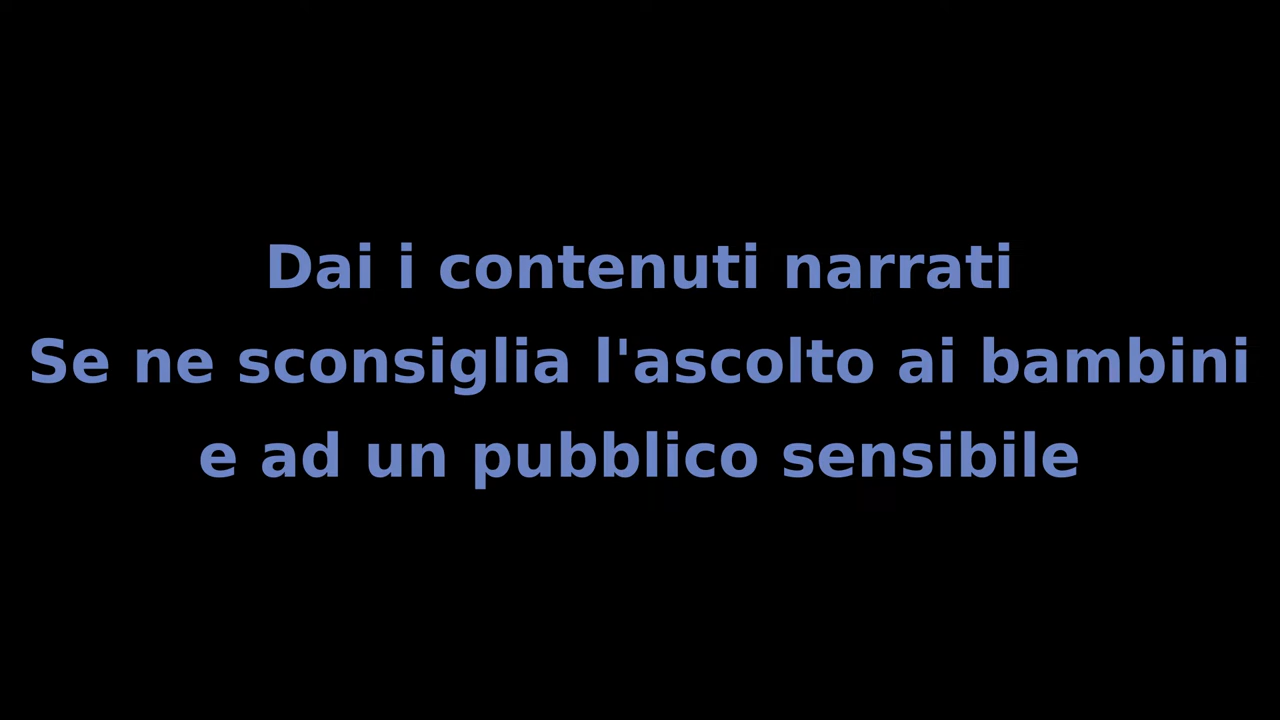 Dai i contenuti narrati
Se ne sconsiglia l'ascolto ai bambini
e ad un pubblico sensibile